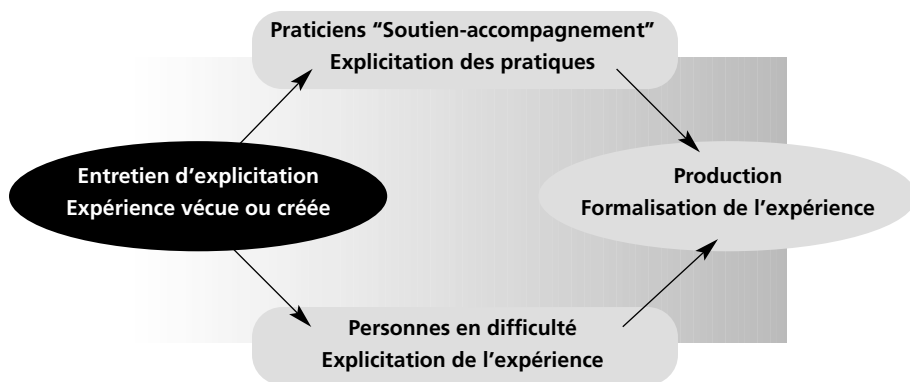 Praticiens “Soutien-accompagnement”
Explicitation des pratiques
Entretien d’explicitation
Expérience vécue ou créée
Production
Formalisation de l’expérience
Personnes en difficulté
Explicitation de l’expérience